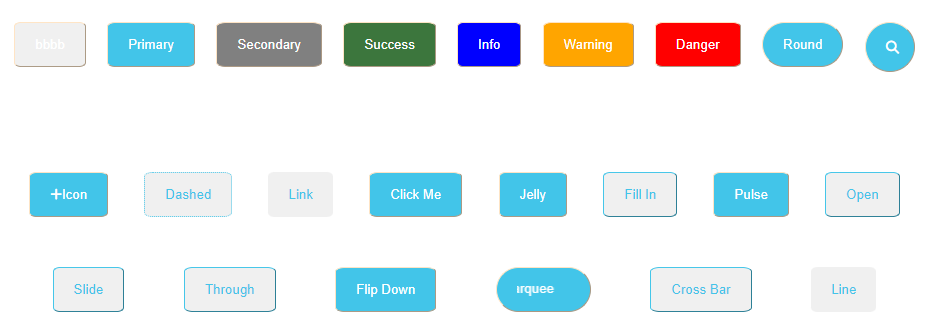 bbbb Primary Secondary Success Info Warning Danger Round
+Icon Dashed Link Click Me Jelly Fill In Pulse Open
Slide Through Flip Down rquee Cross Bar Line